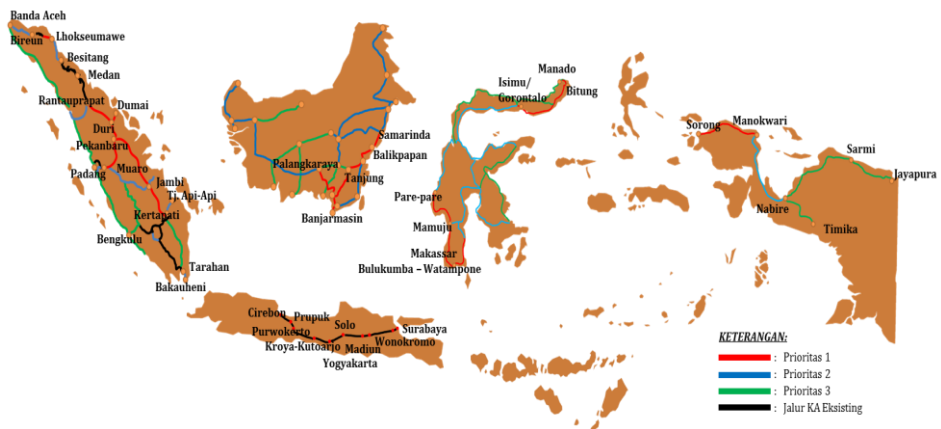 Banda Aceh
Bireun
Lhokseumawe
Besitang
Medan
Rantauprapat
Dumai
Duri
Pekanbaru
Padang
Muaro
Jambi
Tj. Api-Api
Kertapati
Bengkulu
Tarahan
Bakauheni
Samarinda
Balikpapan
Palangkaraya
Tanjung
Banjarmasin
Manado
Isimu/
Bitung
Gorontalo
Pare-pare
Mamuju
Makassar
Bulukumba – Watampone
Sorong
Manokwari
Sarmi
Jayapura
Nabire
Timika
Cirebon
Prupuk
Purwokerto
Solo
Surabaya
Wonokromo
Kroya-Kutoarjo
Madiun
Yogyakarta
KETERANGAN:
: Prioritas 1
: Prioritas 2
: Prioritas 3
: Jalur KA Eksisting